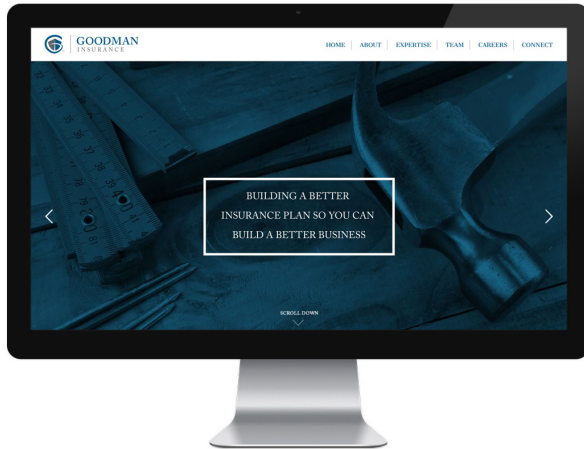 GOODMAN
INSURANCE
HOME ABOUT EXPERTISE TEAM CAREERS CONNECT
BUILDING A BETTER
INSURANCE PLAN SO YOU CAN
BUILD A BETTER BUSINESS
SCROLL DOWN